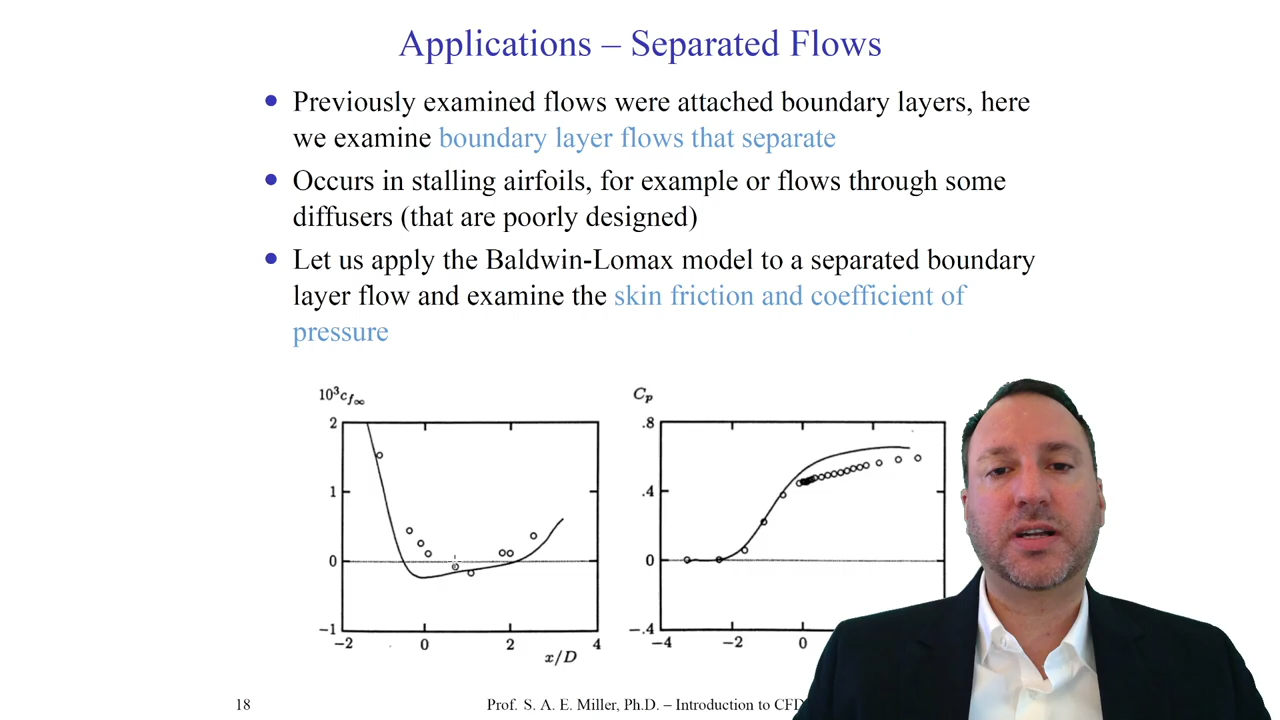 Applications – Separated Flows
• Previously examined flows were attached boundary layers, here
we examine boundary layer flows that separate
• Occurs in stalling airfoils, for example or flows through some
diffusers (that are poorly designed)
• Let us apply the Baldwin-Lomax model to a separated boundary
layer flow and examine the skin friction and coefficient of
pressure
10³c_f∞
2
1
0
−1
−2 0 2 4
x/D
C_p
.8
.4
0
−.4
−4 −2 0
18
Prof. S. A. E. Miller, Ph.D. – Introduction to CFD